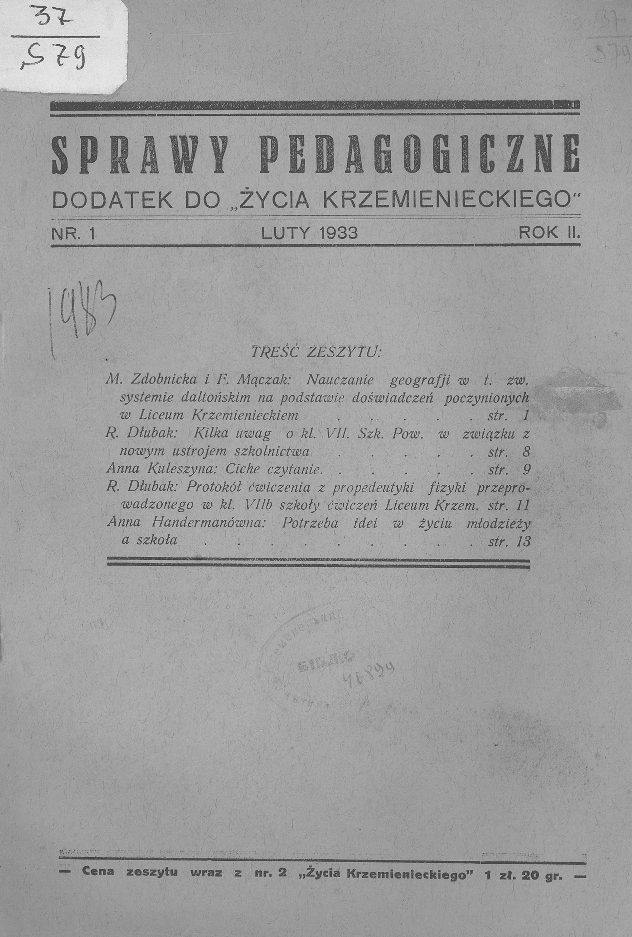 37
S79
37
579
SPRAWY PEDAGOGICZNE
DODATEK DO „ŻYCIA KRZEMIENIECKIEGO"
NR. 1 LUTY 1933 ROK II.
1983
TREŚĆ ZESZYTU:
M. Zdobnicka i F. Mączak: Nauczanie geografji w t. zw.
systemie daltońskim na podstawie doświadczeń poczynionych
w Liceum Krzemienieckiem . . . . . str. 1
R. Dłubak: Kilka uwag o kl. VII. Szk. Pow. w związku z
nowym ustrojem szkolnictwa . . . . . str. 8
Anna Kuleszyna: Ciche czytanie. . . . . . str. 9
R. Dłubak: Protokół ćwiczenia z propedeutyki fizyki przepro-
wadzonego w kl. VIIb szkoły ćwiczeń Liceum Krzem. str. 11
Anna Handermanówna: Potrzeba idei w życiu młodzieży
a szkoła . . . . . . . . . str. 13
46899
— Cena zeszytu wraz z nr. 2 „Życia Krzemienieckiego" 1 zł. 20 gr. —